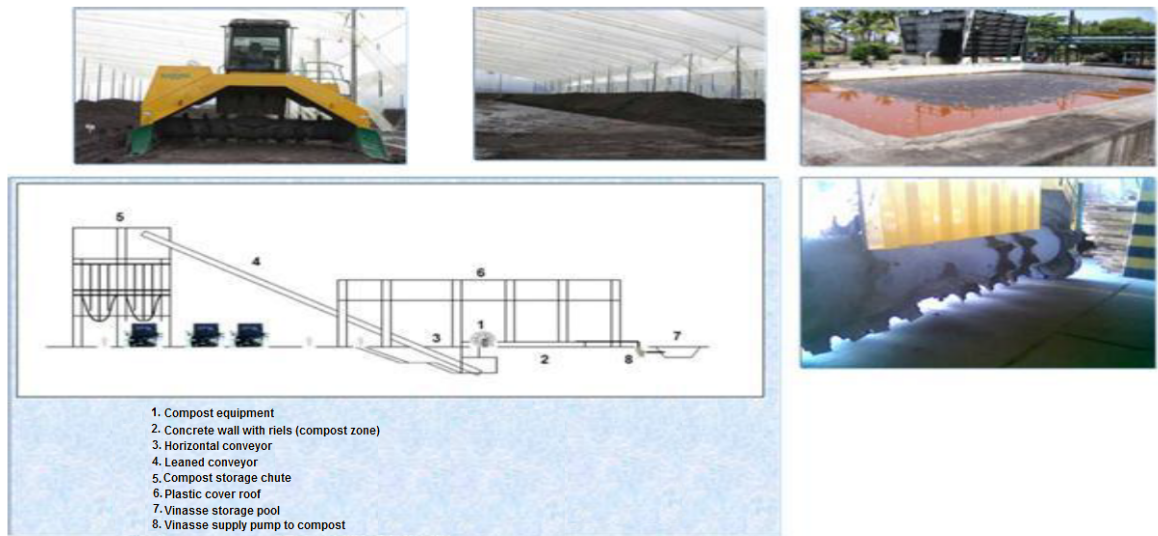 5
4
6
1
3
7
2
8
1. Compost equipment
2. Concrete wall with riels (compost zone)
3. Horizontal conveyor
4. Leaned conveyor
5. Compost storage chute
6. Plastic cover roof
7. Vinasse storage pool
8. Vinasse supply pump to compost